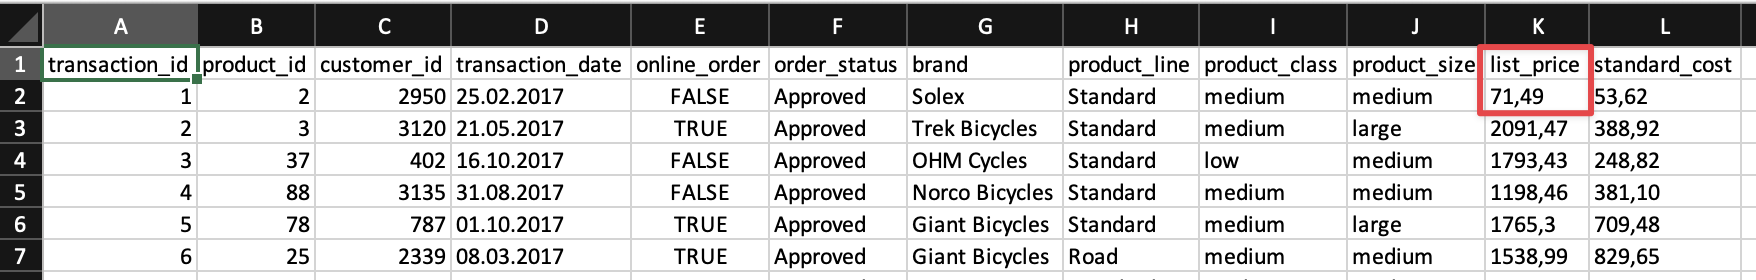 A B C D E F G H I J K L
1 transaction_id product_id customer_id transaction_date online_order order_status brand product_line product_class product_size list_price standard_cost
2 1 2 2950 25.02.2017 FALSE Approved Solex Standard medium medium 71,49 53,62
3 2 3 3120 21.05.2017 TRUE Approved Trek Bicycles Standard medium large 2091,47 388,92
4 3 37 402 16.10.2017 FALSE Approved OHM Cycles Standard low medium 1793,43 248,82
5 4 88 3135 31.08.2017 FALSE Approved Norco Bicycles Standard medium medium 1198,46 381,10
6 5 78 787 01.10.2017 TRUE Approved Giant Bicycles Standard medium large 1765,3 709,48
7 6 25 2339 08.03.2017 TRUE Approved Giant Bicycles Road medium medium 1538,99 829,65